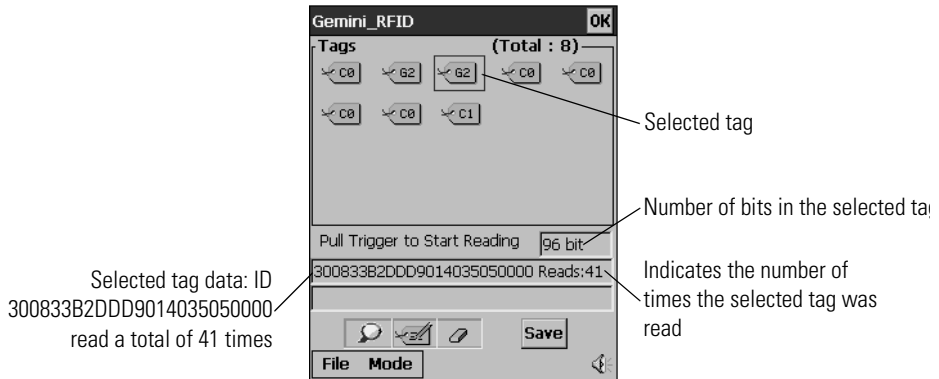 Gemini_RFID OK
Tags (Total : 8)
C0 G2 G2 C0 C0
C0 C0 C1
Selected tag
Number of bits in the selected
Pull Trigger to Start Reading 96 bit
300833B2DDD9014035050000 Reads:41
Selected tag data: ID
300833B2DDD9014035050000
read a total of 41 times
Indicates the number of
times the selected tag was
read
Save
File Mode